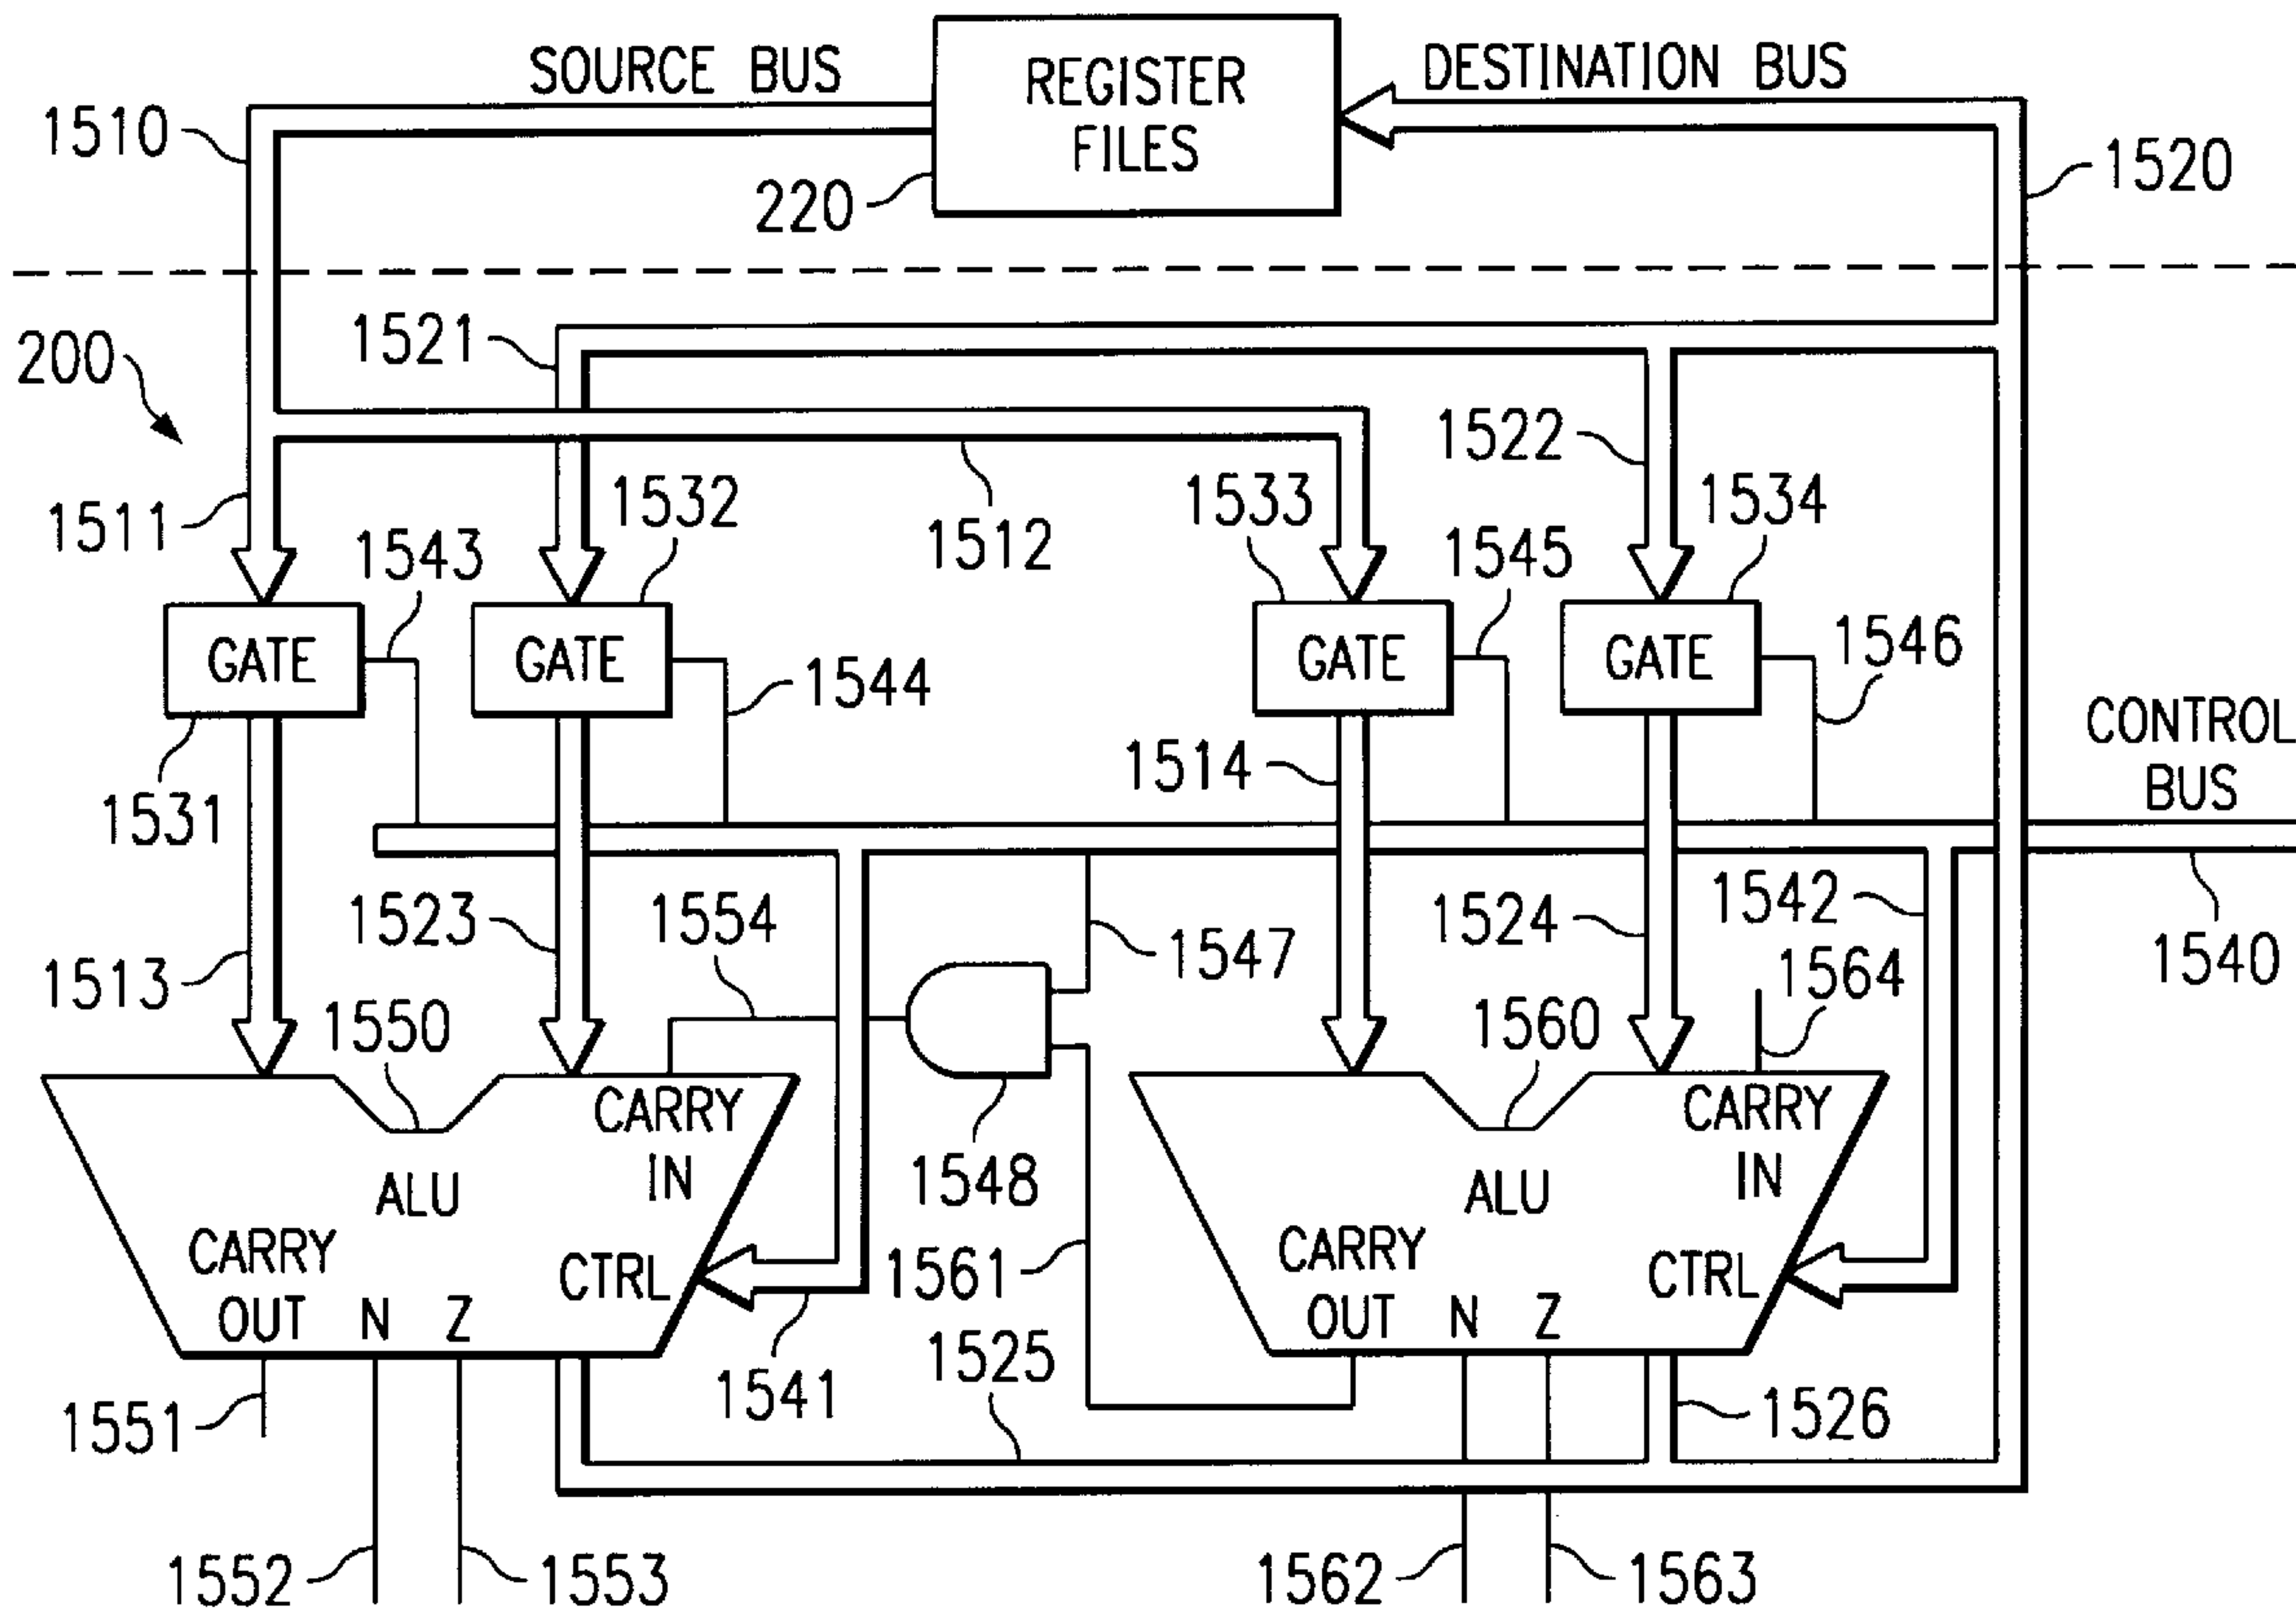 SOURCE BUS
REGISTER
FILES
DESTINATION BUS
1510
220
1520
200
1521
1522
1511
1543
1532
1512
1533
1545
1534
1546
GATE
GATE
GATE
GATE
1544
CONTROL
BUS
1531
1514
1513
1523
1554
1547
1524
1542
1564
1540
1550
1560
CARRY
IN
ALU
CARRY
OUT
N
Z
CTRL
1548
1561
CARRY
IN
ALU
CARRY
OUT
N
Z
CTRL
1551
1541
1525
1526
1552
1553
1562
1563